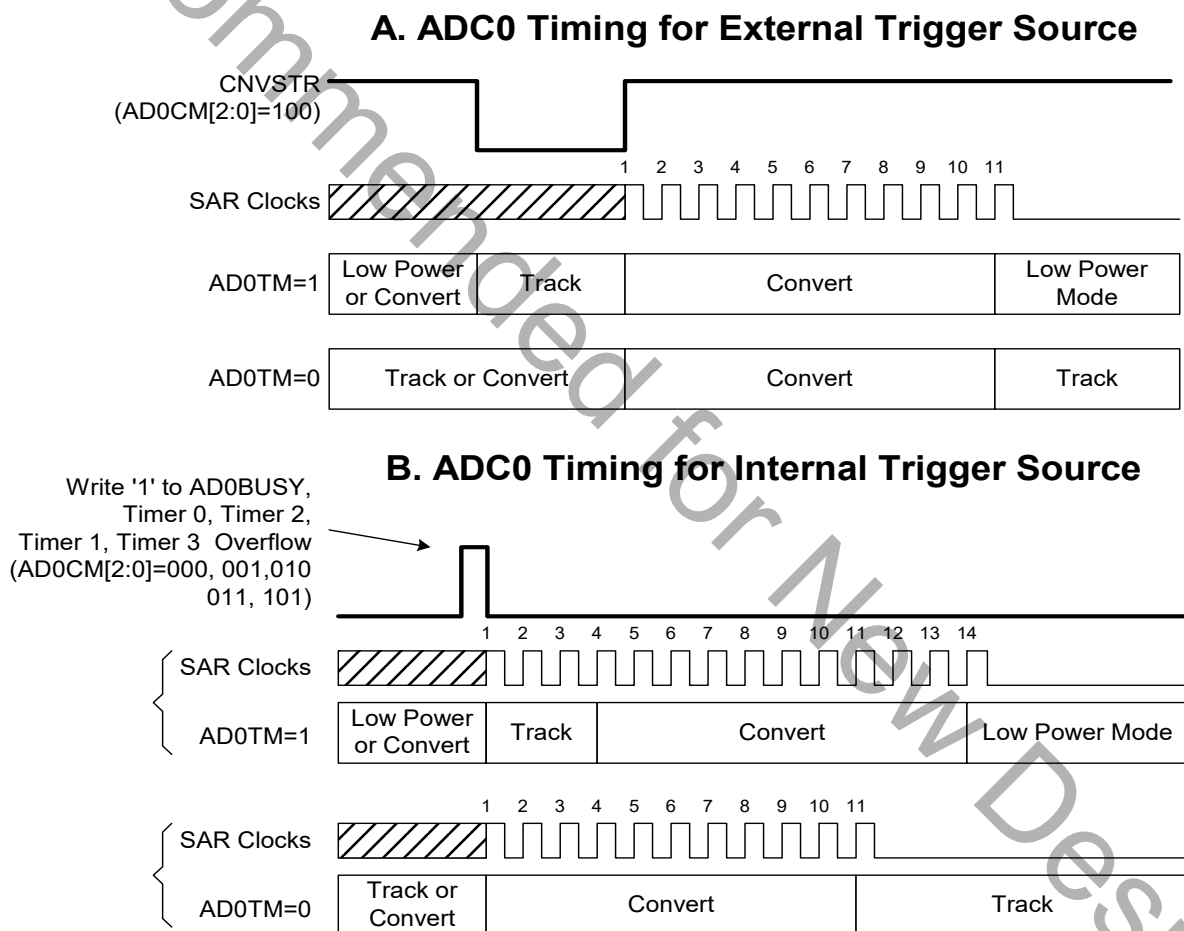 A. ADC0 Timing for External Trigger Source
CNVSTR
(AD0CM[2:0]=100)
1 2 3 4 5 6 7 8 9 10 11
SAR Clocks
AD0TM=1
Low Power
or Convert
Track
Convert
Low Power
Mode
AD0TM=0
Track or Convert
Convert
Track
B. ADC0 Timing for Internal Trigger Source
Write '1' to AD0BUSY,
Timer 0, Timer 2,
Timer 1, Timer 3 Overflow
(AD0CM[2:0]=000, 001,010
011, 101)
1 2 3 4 5 6 7 8 9 10 11 12 13 14
SAR Clocks
AD0TM=1
Low Power
or Convert
Track
Convert
Low Power Mode
1 2 3 4 5 6 7 8 9 10 11
SAR Clocks
AD0TM=0
Track or
Convert
Convert
Track
ommended for New Des